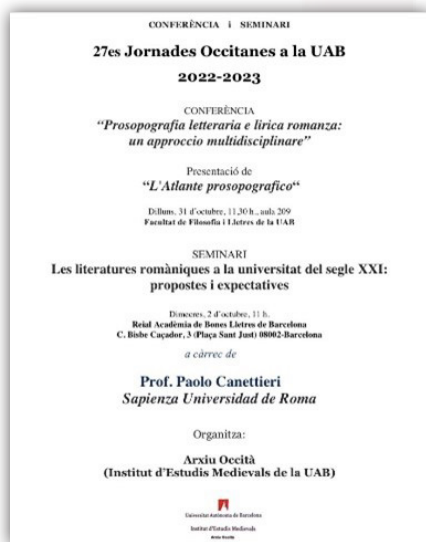 CONFERÈNCIA i SEMINARI
27es Jornades Occitanes a la UAB
2022-2023
CONFERÈNCIA
“Prosopografia letteraria e lirica romanza:
un approccio multidisciplinare”
Presentació de
“L'Atlante prosopografico“
Dilluns, 31 d'octubre, 11,30 h., aula 209
Facultat de Filosofia i Lletres de la UAB
SEMINARI
Les literatures romàniques a la universitat del segle XXI:
propostes i expectatives
Dimecres, 2 d'octubre, 11 h.
Reial Acadèmia de Bones Lletres de Barcelona
C. Bisbe Caçador, 3 (Plaça Sant Just) 08002-Barcelona
a càrrec de
Prof. Paolo Canettieri
Sapienza Universidad de Roma
Organitza:
Arxiu Occità
(Institut d'Estudis Medievals de la UAB)
Universitat Autònoma de Barcelona
Institut d'Estudis Medievals
Arxiu Occità